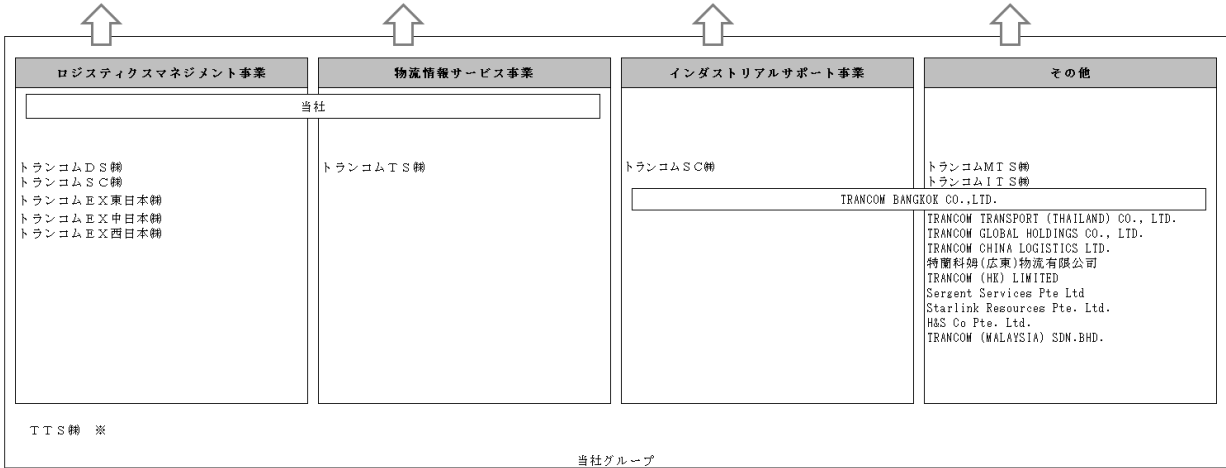 ロジスティクスマネジメント事業
物流情報サービス事業
インダストリアルサポート事業
その他
当社
トランコムDS㈱
トランコムSC㈱
トランコムEX東日本㈱
トランコムEX中日本㈱
トランコムEX西日本㈱
トランコムTS㈱
トランコムSC㈱
トランコムMTS㈱
トランコムITS㈱
TRANCOM BANGKOK CO.,LTD.
TRANCOM TRANSPORT (THAILAND) CO., LTD.
TRANCOM GLOBAL HOLDINGS CO., LTD.
TRANCOM CHINA LOGISTICS LTD.
特蘭科姆(広東)物流有限公司
TRANCOM (HK) LIMITED
Sergent Services Pte Ltd
Starlink Resources Pte. Ltd.
H&S Co Pte. Ltd.
TRANCOM (MALAYSIA) SDN.BHD.
TTS㈱ ※
当社グループ